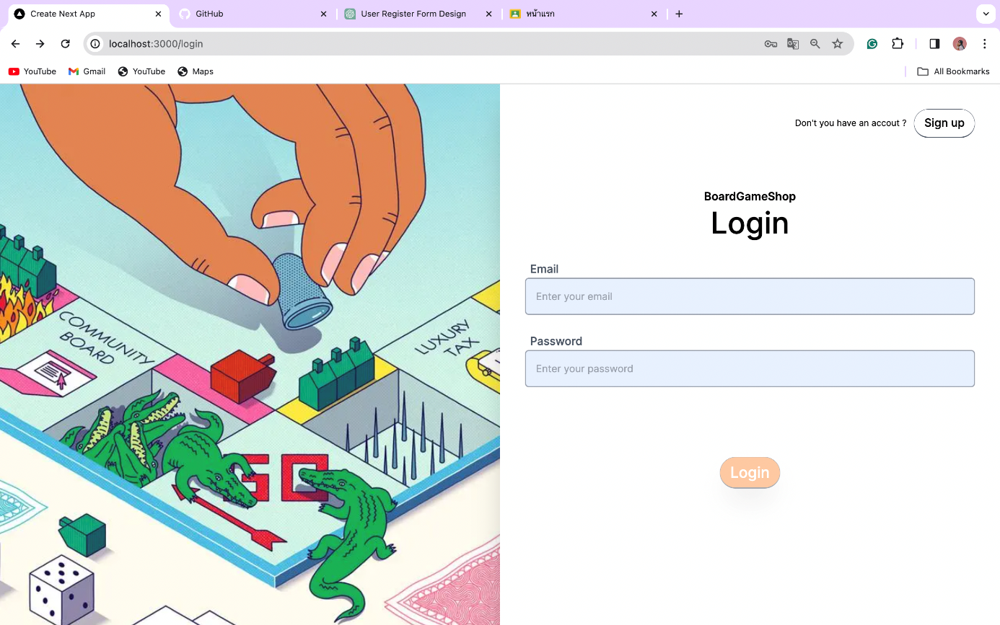 Create Next App
GitHub
User Register Form Design
หน้าแรก
localhost:3000/login
YouTube
Gmail
YouTube
Maps
All Bookmarks
Don't you have an accout ?
Sign up
BoardGameShop
Login
Email
Enter your email
Password
Enter your password
Login
COMMUNITY
BOARD
LUXURY
TAX
GO